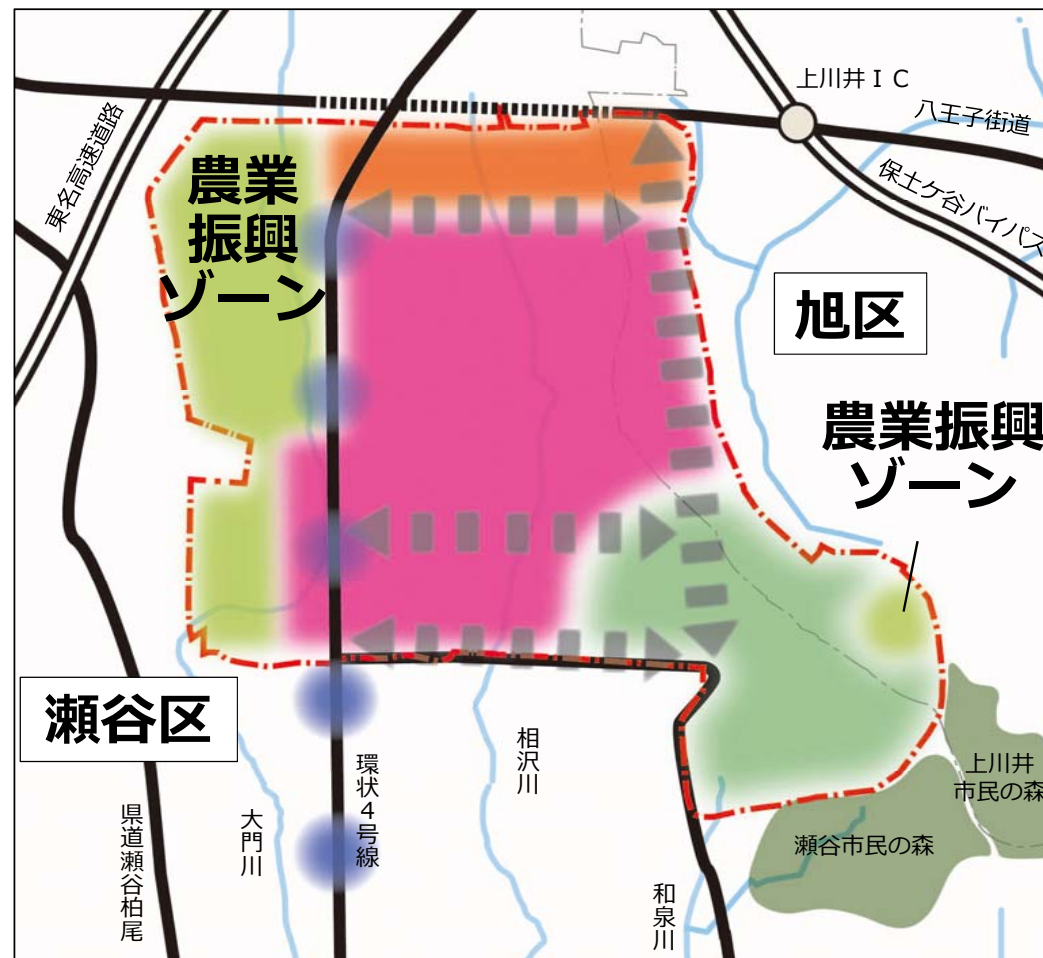 上川井ＩＣ
八王子街道
東名高速道路
保土ケ谷バイパス
農業
振興
ゾーン
旭区
農業振興
ゾーン
瀬谷区
上川井
市民の森
瀬谷市民の森
県道瀬谷柏尾
大門川
環状４号線
相沢川
和泉川